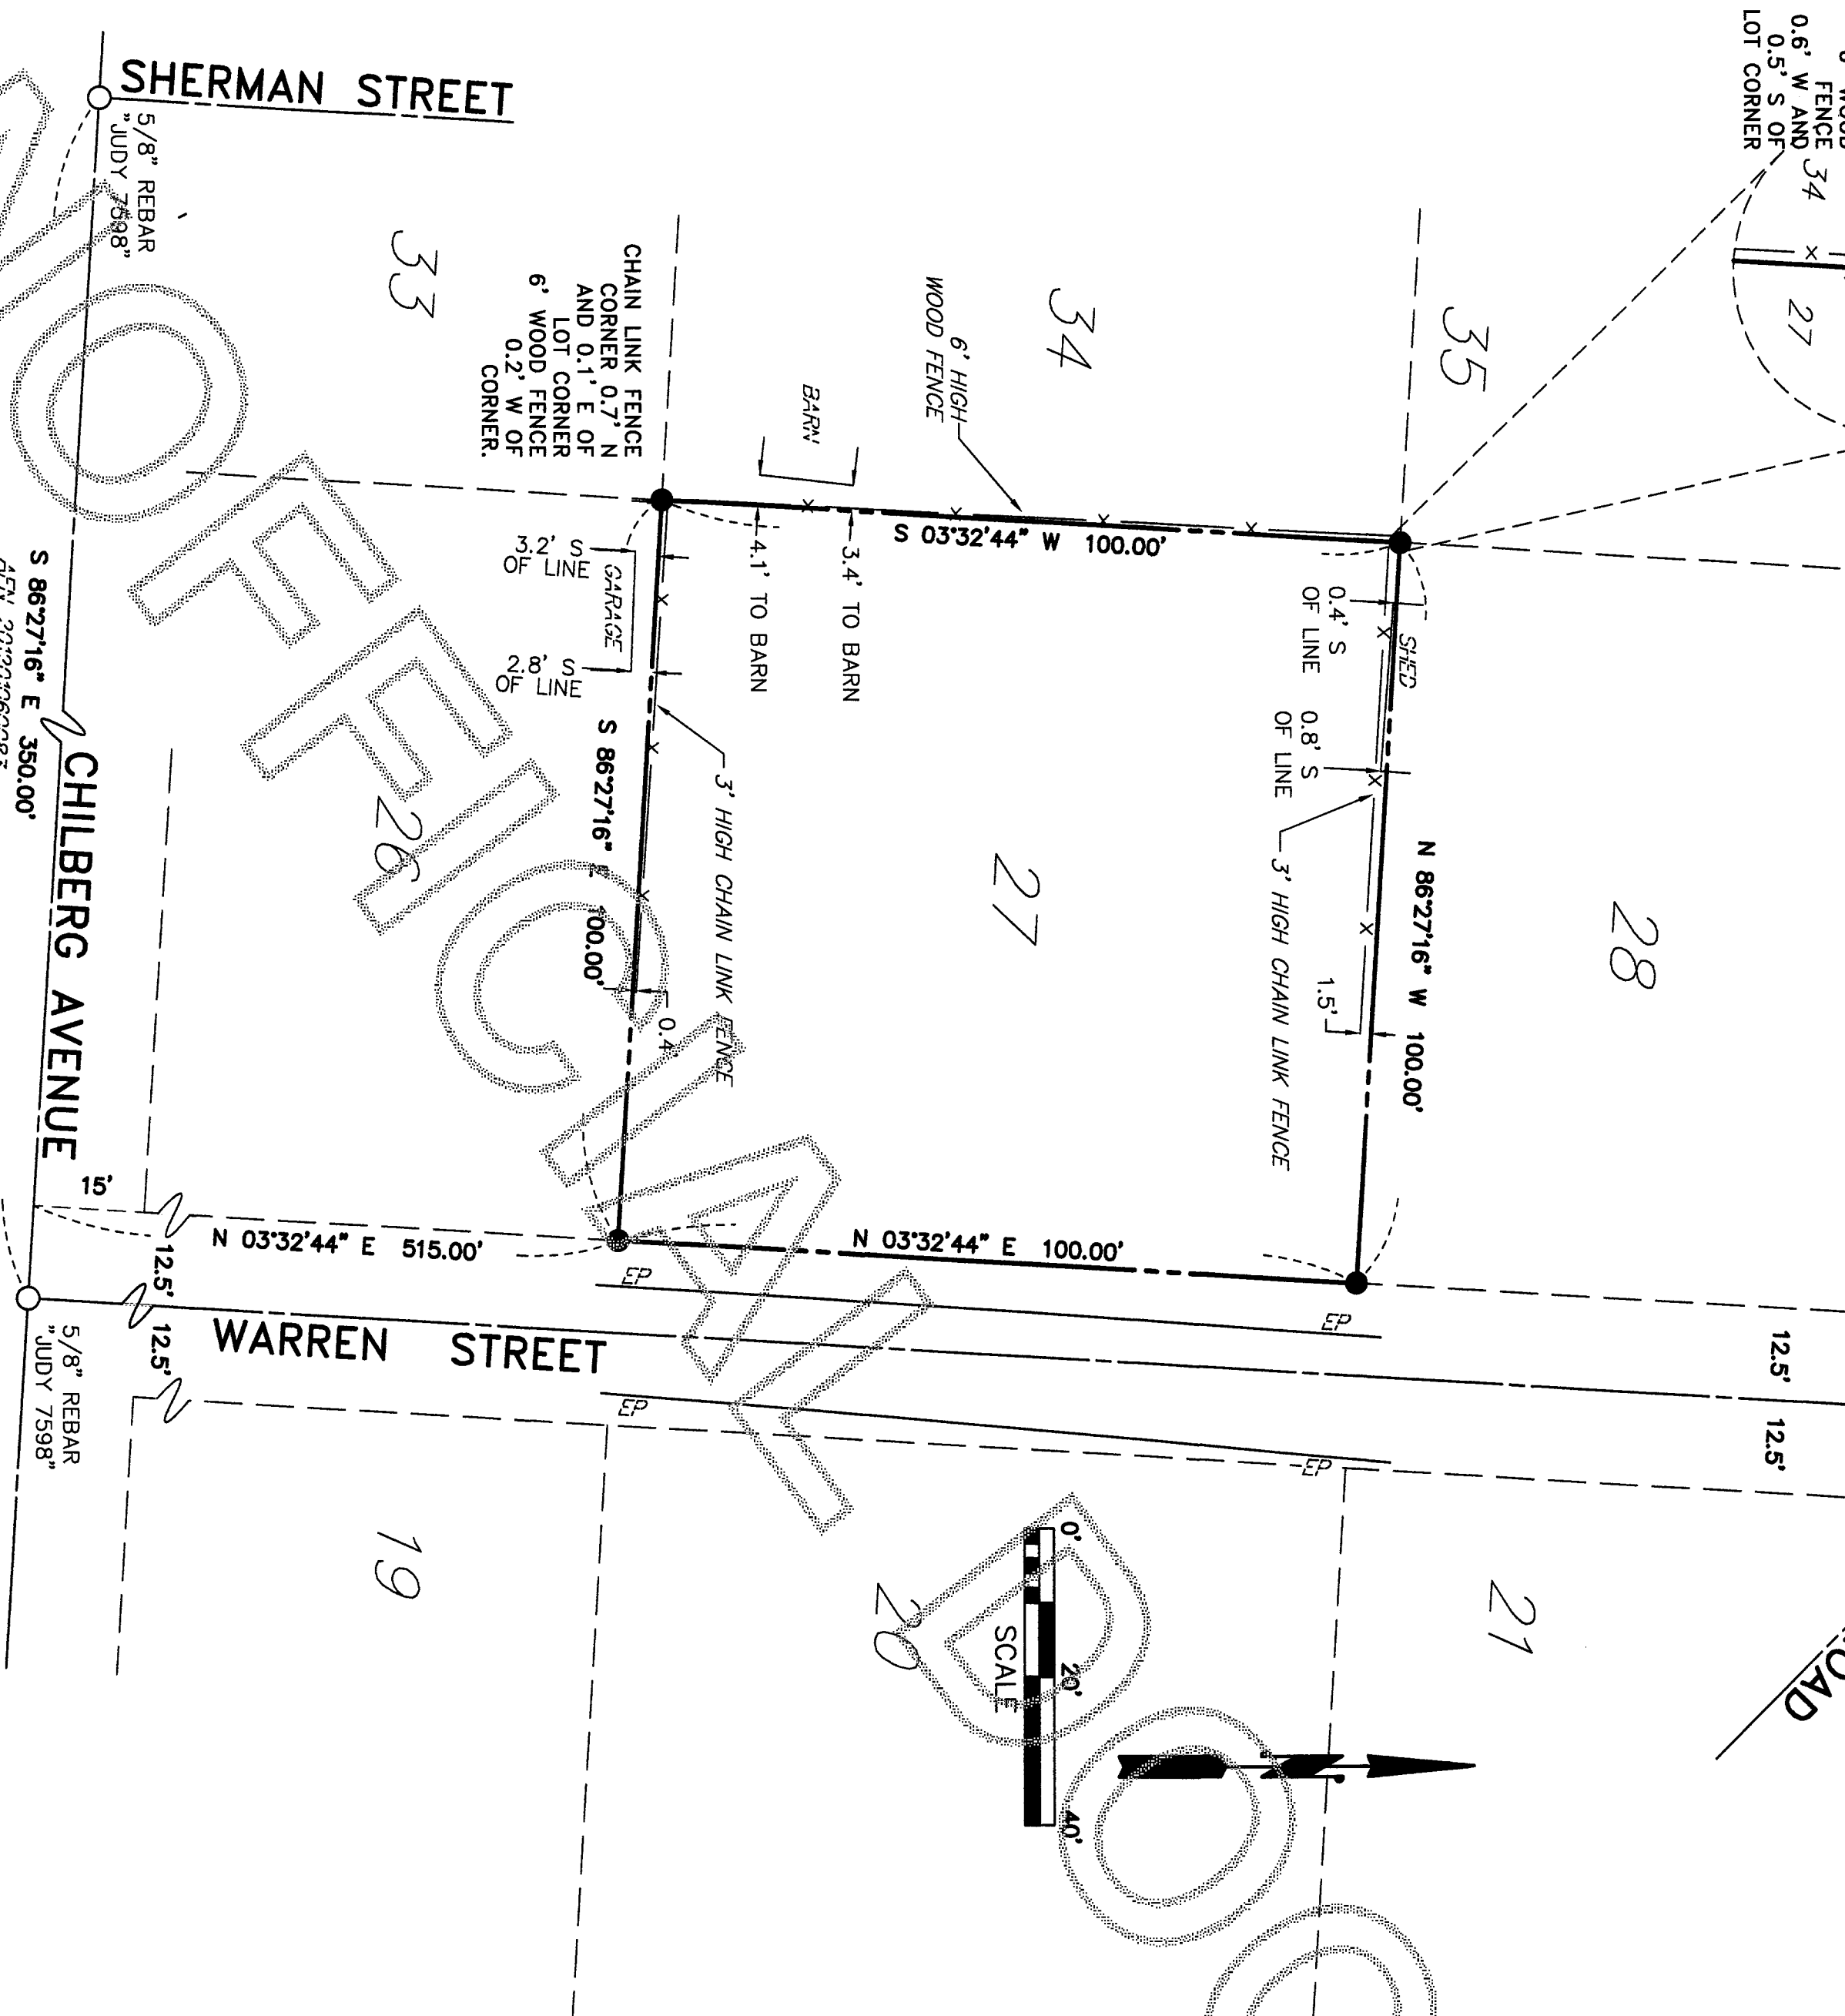 FENCE
0.6' W AND
0.5' S OF
LOT CORNER
34
27
SHERMAN STREET
5/8" REBAR
"JUDY 7598"
33
34
35
CHAIN LINK FENCE
CORNER 0.7' N
AND 0.1' E OF
LOT CORNER
6' WOOD FENCE
0.2' W OF
CORNER.
BARN
6' HIGH
WOOD FENCE
S 03°32'44" W 100.00'
3.4' TO BARN
4.1' TO BARN
3.2' S
OF LINE
GARAGE
2.8' S
OF LINE
0.4' S
OF LINE
SHED
0.8' S
OF LINE
S 86°27'16" E 100.00'
3' HIGH CHAIN LINK FENCE
0.4'
N 86°27'16" W 100.00'
3' HIGH CHAIN LINK FENCE
1.5'
26
27
28
S 86°27'16" E 350.00'
CHILBERG AVENUE
15'
12.5'
12.5'
N 03°32'44" E 515.00'
N 03°32'44" E 100.00'
EP
EP
WARREN STREET
EP
EP
12.5'
12.5'
5/8" REBAR
"JUDY 7598"
19
20
21
0'
20'
40'
SCALE
N
OAD
OFFICIAL DOC